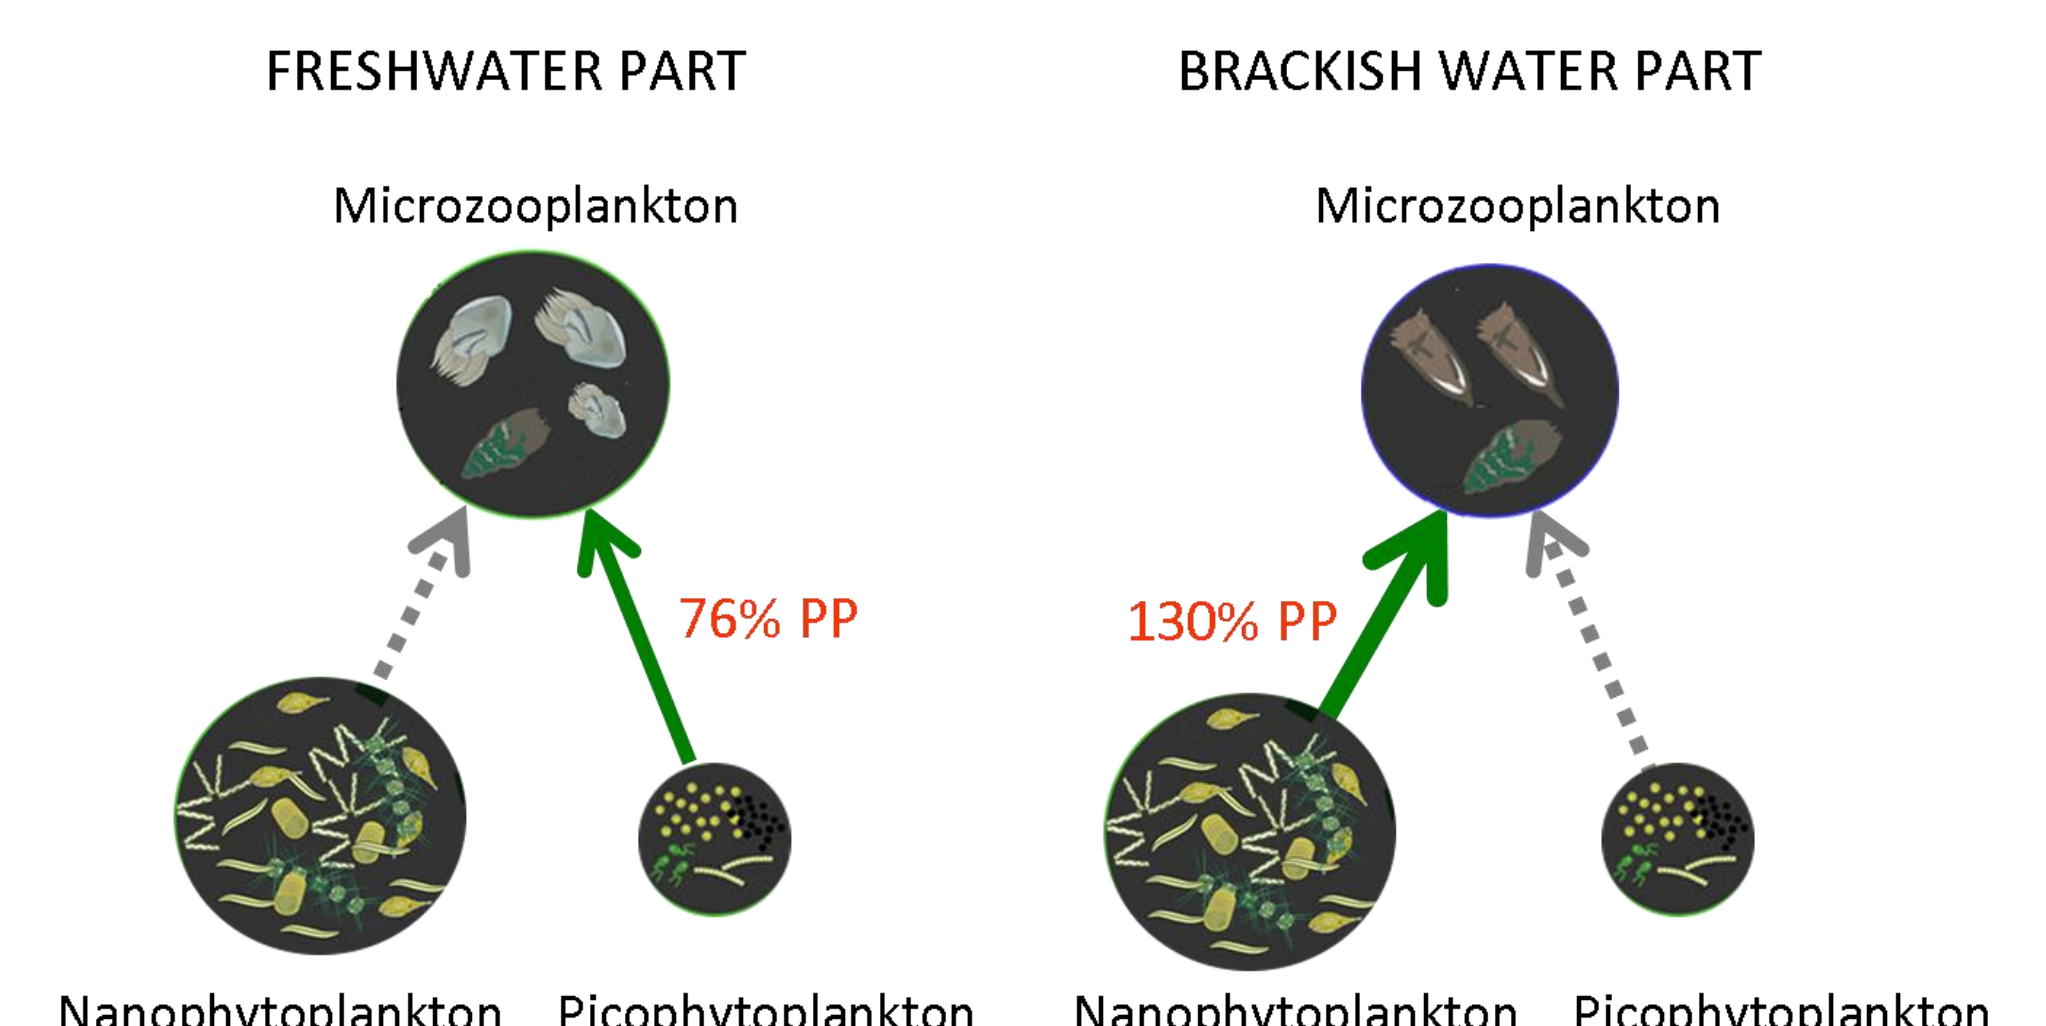 FRESHWATER PART
BRACKISH WATER PART
Microzooplankton
Microzooplankton
76% PP
130% PP
Nanophytoplankton
Picophytoplankton
Nanophytoplankton
Picophytoplankton